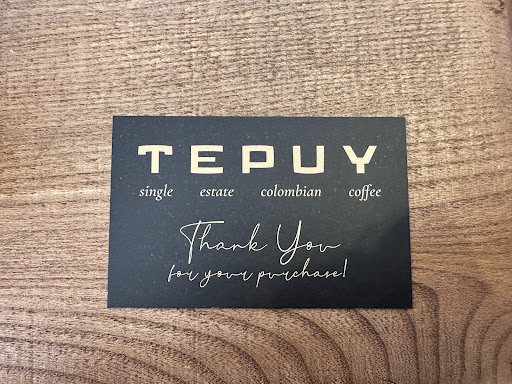 TEPUY
single estate colombian coffee
Thank You
for your purchase!